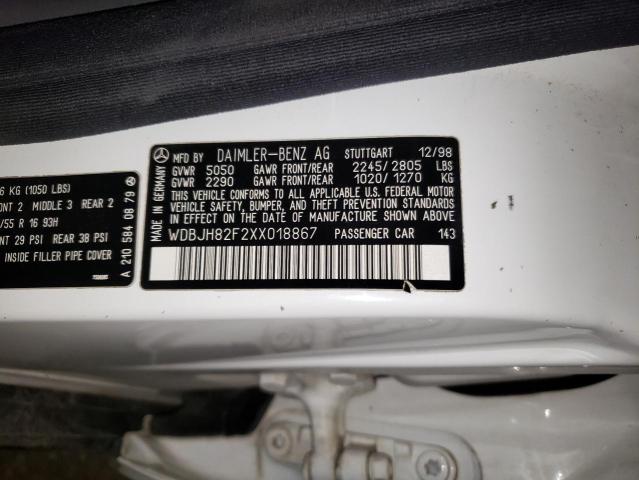 6 KG (1050 LBS)
ONT 2 MIDDLE 3 REAR 2
/55 R 16 93H
NT 29 PSI REAR 38 PSI
INSIDE FILLER PIPE COVER
A 210 584 08 79
MADE IN GERMANY
MFD BY DAIMLER-BENZ AG STUTTGART 12/98
GVWR 5050 GAWR FRONT/REAR 2245/2805 LBS
GVWR 2290 GAWR FRONT/REAR 1020/1270 KG
THIS VEHICLE CONFORMS TO ALL APPLICABLE U.S. FEDERAL MOTOR
VEHICLE SAFETY, BUMPER, AND THEFT PREVENTION STANDARDS
IN EFFECT ON THE DATE OF MANUFACTURE SHOWN ABOVE.
WDBJH82F2XX018867 PASSENGER CAR 143